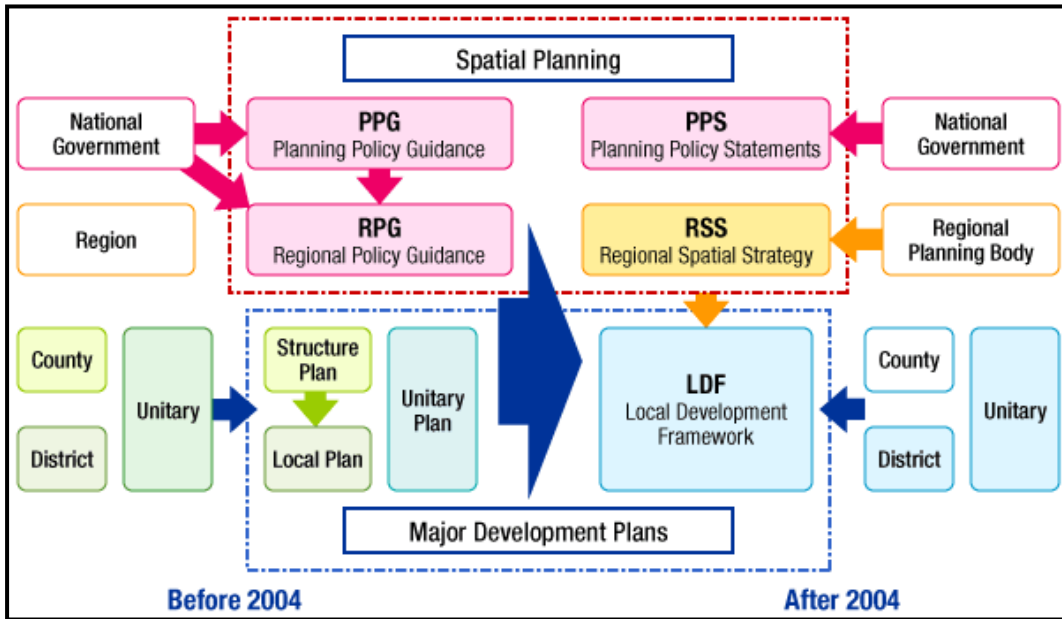 Spatial Planning
National
Government
PPG
Planning Policy Guidance
PPS
Planning Policy Statements
National
Government
Region
RPG
Regional Policy Guidance
RSS
Regional Spatial Strategy
Regional
Planning Body
County
District
Unitary
Structure
Plan
Local Plan
Unitary
Plan
LDF
Local Development
Framework
County
District
Unitary
Major Development Plans
Before 2004
After 2004